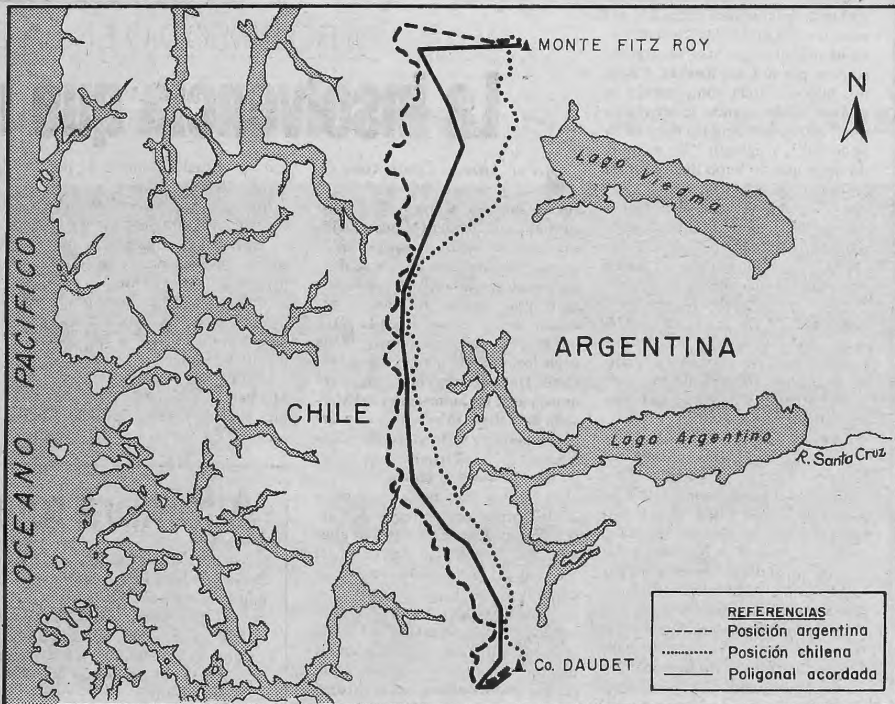 MONTE FITZ ROY
N
Lago Viedma
OCEANO PACIFICO
ARGENTINA
CHILE
Lago Argentino
R. Santa Cruz
Co. DAUDET
REFERENCIAS
Posición argentina
Posición chilena
Poligonal acordada